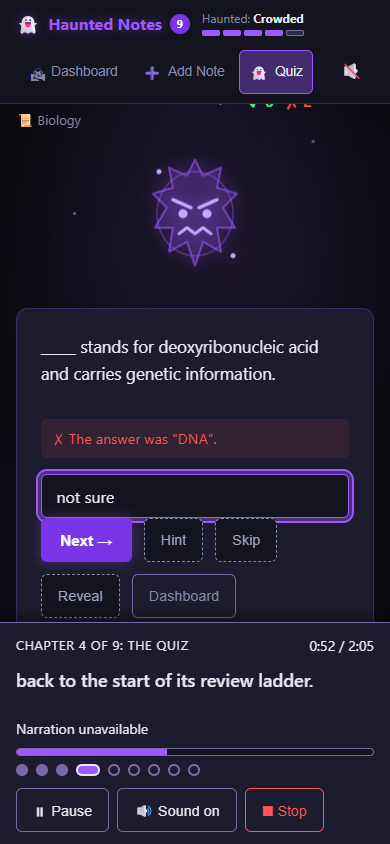 Haunted Notes 9
Haunted: Crowded
Dashboard
Add Note
Quiz
Biology
_____ stands for deoxyribonucleic acid
and carries genetic information.
✗ The answer was "DNA".
not sure
Next →
Hint
Skip
Reveal
Dashboard
CHAPTER 4 OF 9: THE QUIZ
0:52 / 2:05
back to the start of its review ladder.
Narration unavailable
Pause
Sound on
Stop